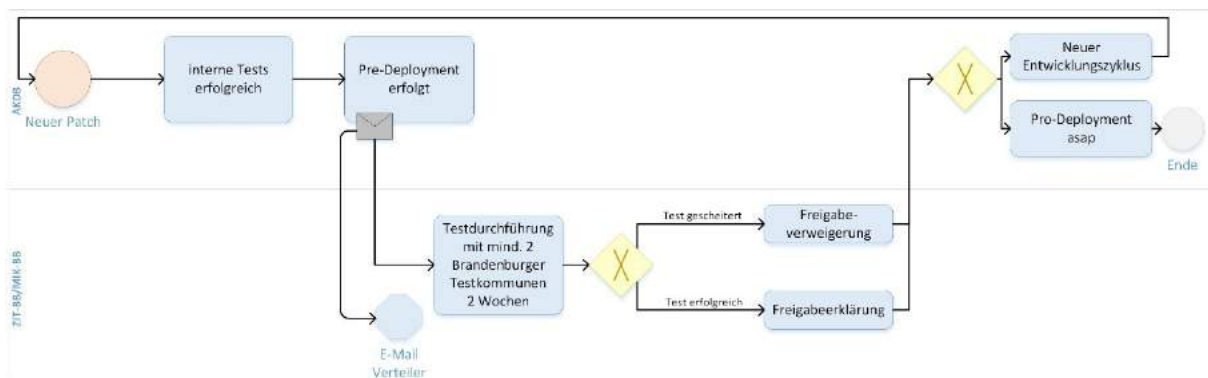 AKDB
Neuer Patch
interne Tests
erfolgreich
Pre-Deployment
erfolgt
Neuer
Entwicklungszyklus
Pro-Deployment
asap
Ende
ZIT-BB/MIK-BB
Testdurchführung
mit mind. 2
Brandenburger
Testkommunen
2 Wochen
Test gescheitert
Freigabe-
verweigerung
Test erfolgreich
Freigabeerklärung
E-Mail
Verteiler